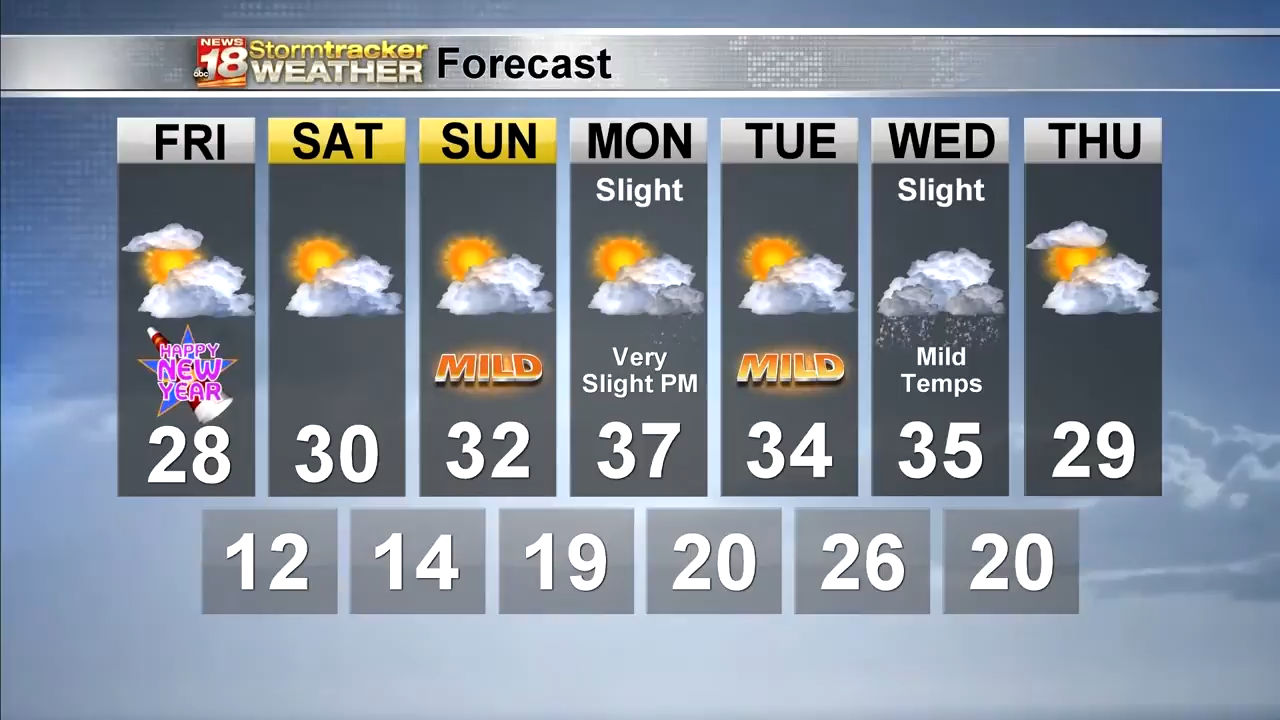 NEWS
abc 18
Stormtracker
WEATHER
Forecast
FRI SAT SUN MON TUE WED THU
Slight Slight
HAPPY
NEW
YEAR
MILD Very
Slight PM MILD Mild
Temps
28 30 32 37 34 35 29
12 14 19 20 26 20